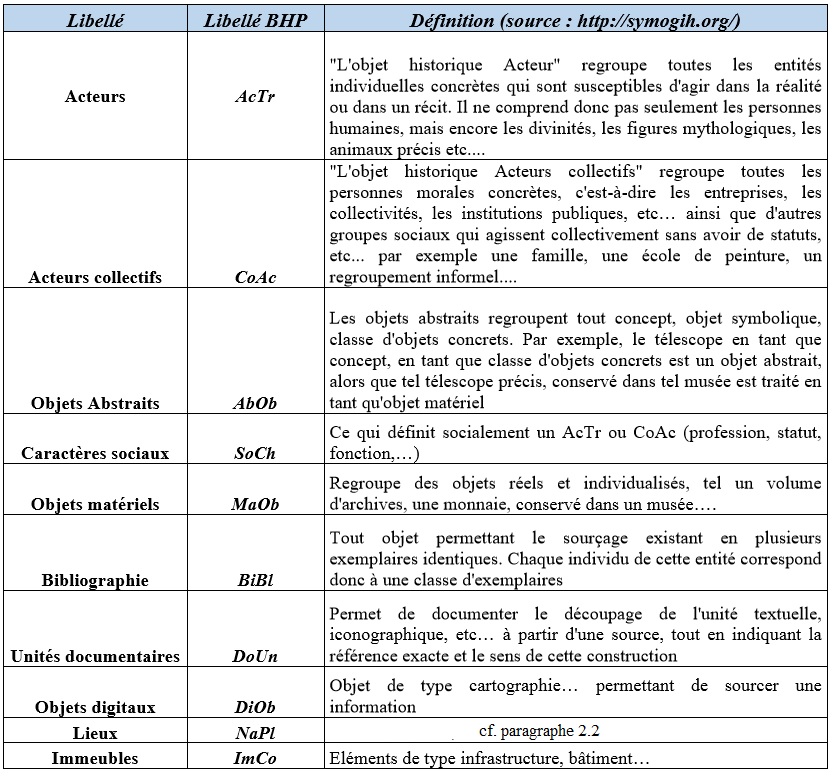 Libellé Libellé BHP Définition (source : http://symogih.org/)
"L'objet historique Acteur" regroupe toutes les entités
individuelles concrètes qui sont susceptibles d'agir dans la réalité
Acteurs AcTr ou dans un récit. Il ne comprend donc pas seulement les personnes
humaines, mais encore les divinités, les figures mythologiques, les
animaux précis etc....
"L'objet historique Acteurs collectifs" regroupe toutes les
personnes morales concrètes, c'est-à-dire les entreprises, les
collectivités, les institutions publiques, etc… ainsi que d'autres
groupes sociaux qui agissent collectivement sans avoir de statuts,
etc... par exemple une famille, une école de peinture, un
Acteurs collectifs CoAc regroupement informel....
Les objets abstraits regroupent tout concept, objet symbolique,
classe d'objets concrets. Par exemple, le télescope en tant que
concept, en tant que classe d'objets concrets est un objet abstrait,
alors que tel télescope précis, conservé dans tel musée est traité en
Objets Abstraits AbOb tant qu'objet matériel
Ce qui définit socialement un AcTr ou CoAc (profession, statut,
Caractères sociaux SoCh fonction,…)
Regroupe des objets réels et individualisés, tel un volume
Objets matériels MaOb d'archives, une monnaie, conservé dans un musée….
Tout objet permettant le sourçage existant en plusieurs
exemplaires identiques. Chaque individu de cette entité correspond
Bibliographie BiBl donc à une classe d'exemplaires
Permet de documenter le découpage de l'unité textuelle,
iconographique, etc… à partir d'une source, tout en indiquant la
Unités documentaires DoUn référence exacte et le sens de cette construction
Objet de type cartographie… permettant de sourcer une
Objets digitaux DiOb information
Lieux NaPl cf. paragraphe 2.2
Immeubles ImCo Eléments de type infrastructure, bâtiment…